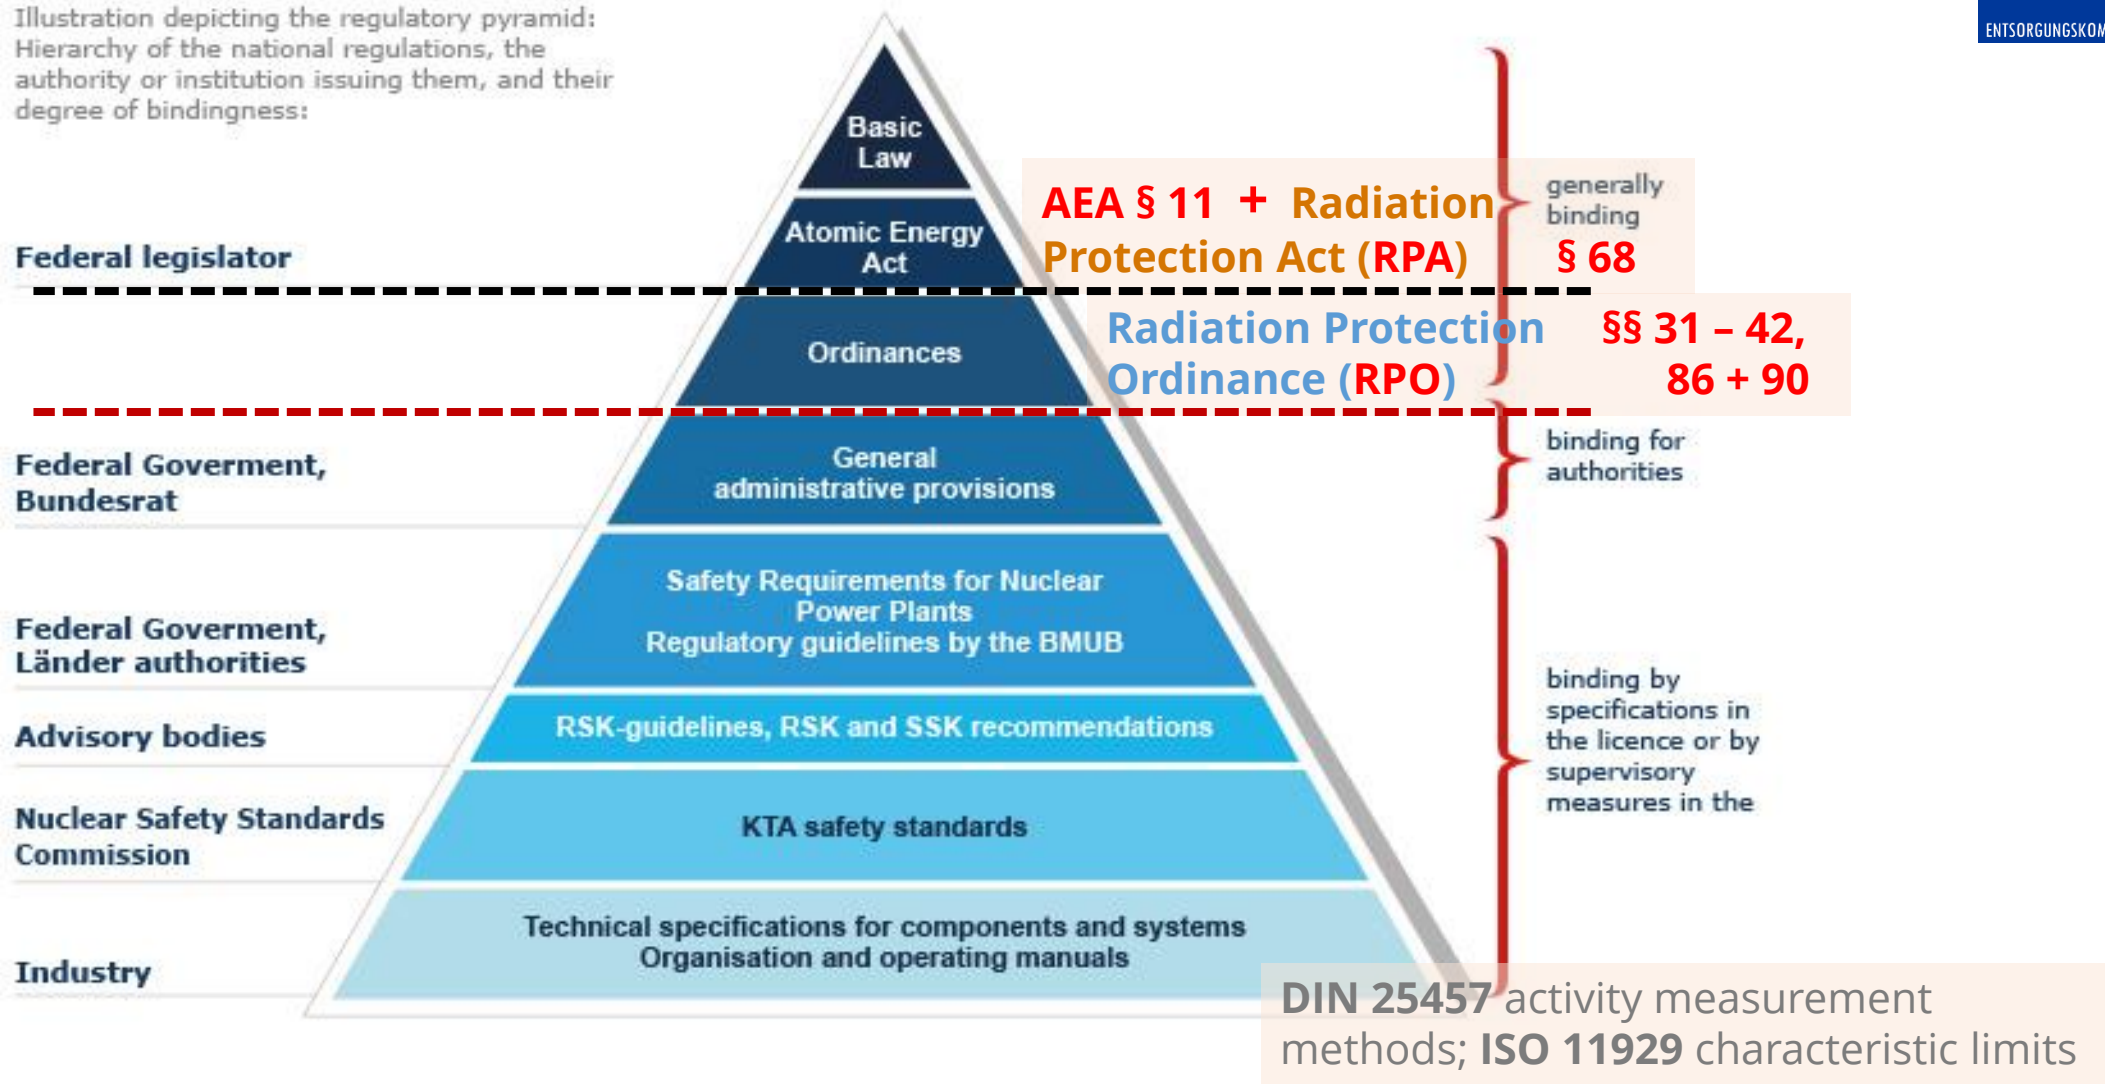 Illustration depicting the regulatory pyramid:
Hierarchy of the national regulations, the
authority or institution issuing them, and their
degree of bindingness:
ENTSORGUNGSKOM
Basic
Law
AEA § 11 + Radiation
Protection Act (RPA) § 68
generally
binding
Federal legislator
Atomic Energy
Act
Ordinances
Radiation Protection §§ 31 – 42,
Ordinance (RPO) 86 + 90
Federal Goverment,
Bundesrat
General
administrative provisions
binding for
authorities
Federal Goverment,
Länder authorities
Safety Requirements for Nuclear
Power Plants
Regulatory guidelines by the BMUB
binding by
specifications in
the licence or by
supervisory
measures in the
Advisory bodies
RSK-guidelines, RSK and SSK recommendations
Nuclear Safety Standards
Commission
KTA safety standards
Industry
Technical specifications for components and systems
Organisation and operating manuals
DIN 25457 activity measurement
methods; ISO 11929 characteristic limits